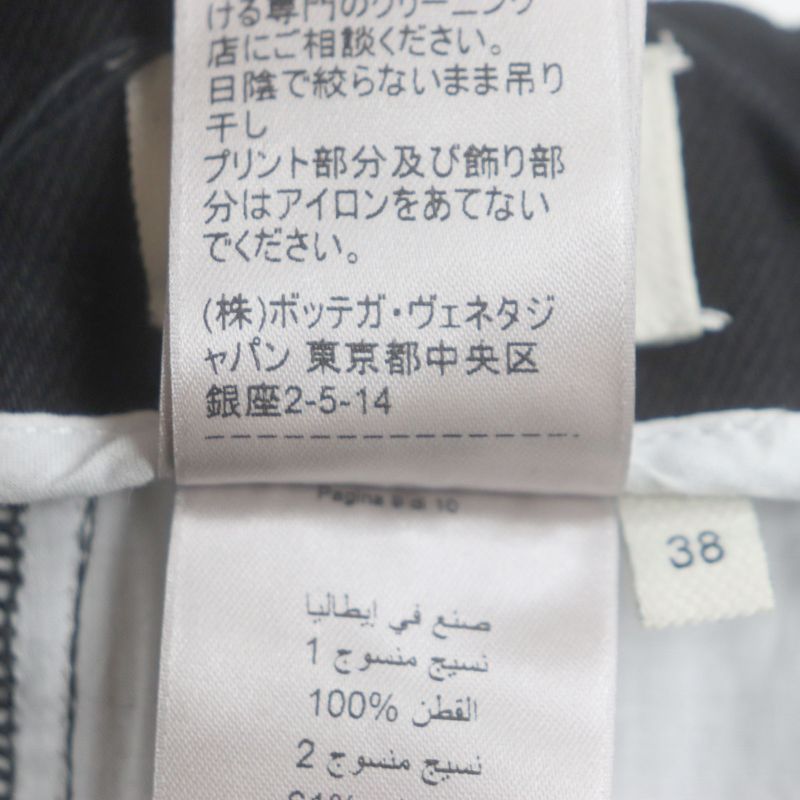 ける専門のクリーニング
店にご相談ください。
日陰で絞らないまま吊り
干し
プリント部分及び飾り部
分はアイロンをあてない
でください。
(株)ボッテガ・ヴェネタジ
ャパン 東京都中央区
銀座2-5-14
Pagina 9 di 10
38
صنع في إيطاليا
نسيج منسوج 1
القطن %100
نسيج منسوج 2